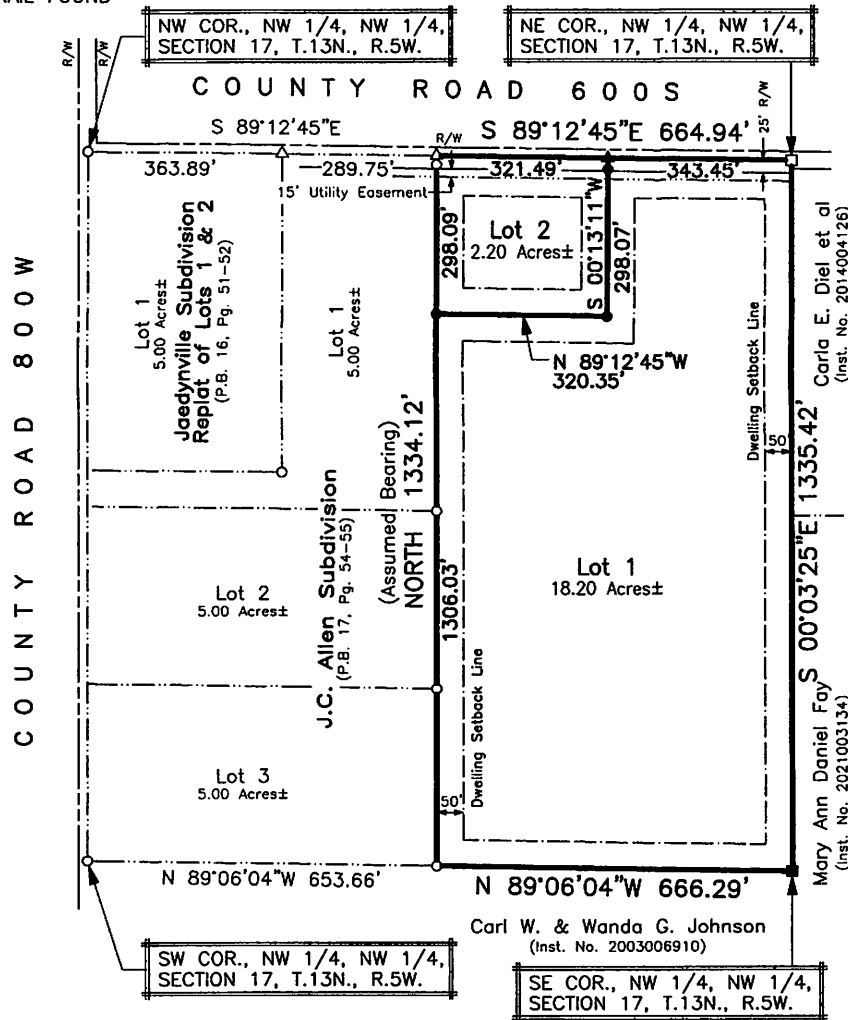 NAIL FOUND
NW COR., NW 1/4, NW 1/4,
SECTION 17, T.13N., R.5W.
NE COR., NW 1/4, NW 1/4,
SECTION 17, T.13N., R.5W.
R/W
R/W
COUNTY ROAD 600S
S 89°12'45"E
R/W
S 89°12'45"E 664.94'
25' R/W
363.89'
289.75'
321.49'
343.45'
15' Utility Easement
COUNTY ROAD 800W
Lot 1
5.00 Acres±
Jaedynville Subdivision
Replat of Lots 1 & 2
(P.B. 16, Pg. 51-52)
Lot 1
5.00 Acres±
298.09'
Lot 2
2.20 Acres±
S 00°13'11"W
298.07'
N 89°12'45"W
320.35'
Carla E. Diel et al
(Inst. No. 2014004126)
Dwelling Setback Line
50'
S 00°03'25"E 1335.42'
(Assumed Bearing)
NORTH 1334.12'
1306.03'
J.C. Allen Subdivision
(P.B. 17, Pg. 54-55)
Lot 2
5.00 Acres±
Lot 1
18.20 Acres±
Lot 3
5.00 Acres±
Dwelling Setback Line
50'
Mary Ann Daniel Fay
(Inst. No. 2021003134)
N 89°06'04"W 653.66'
N 89°06'04"W 666.29'
Carl W. & Wanda G. Johnson
(Inst. No. 2003006910)
SW COR., NW 1/4, NW 1/4,
SECTION 17, T.13N., R.5W.
SE COR., NW 1/4, NW 1/4,
SECTION 17, T.13N., R.5W.